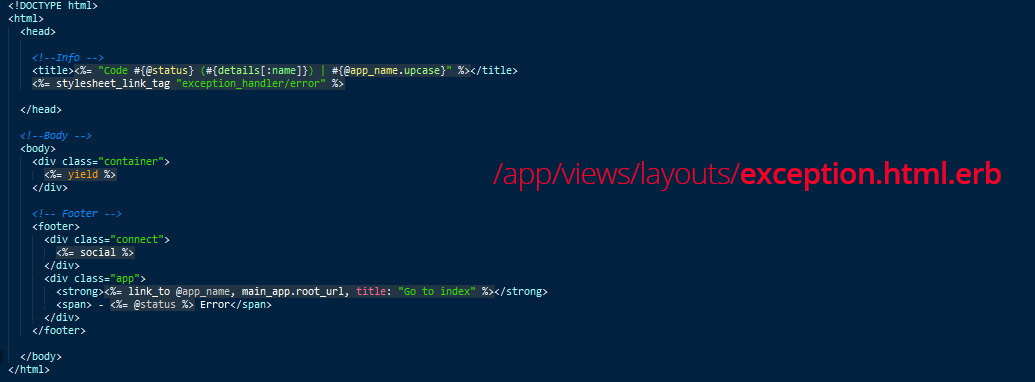 <!DOCTYPE html>
<html>
<head>
<!--Info -->
<title><%= "Code #{@status} (#{details[:name]}) | #{@app_name.upcase}" %></title>
<%= stylesheet_link_tag "exception_handler/error" %>
</head>
<!--Body -->
<body>
<div class="container">
<%= yield %>
</div>
/app/views/layouts/exception.html.erb
<!-- Footer -->
<footer>
<div class="connect">
<%= social %>
</div>
<div class="app">
<strong><%= link_to @app_name, main_app.root_url, title: "Go to index" %></strong>
<span> - <%= @status %> Error</span>
</div>
</footer>
</body>
</html>